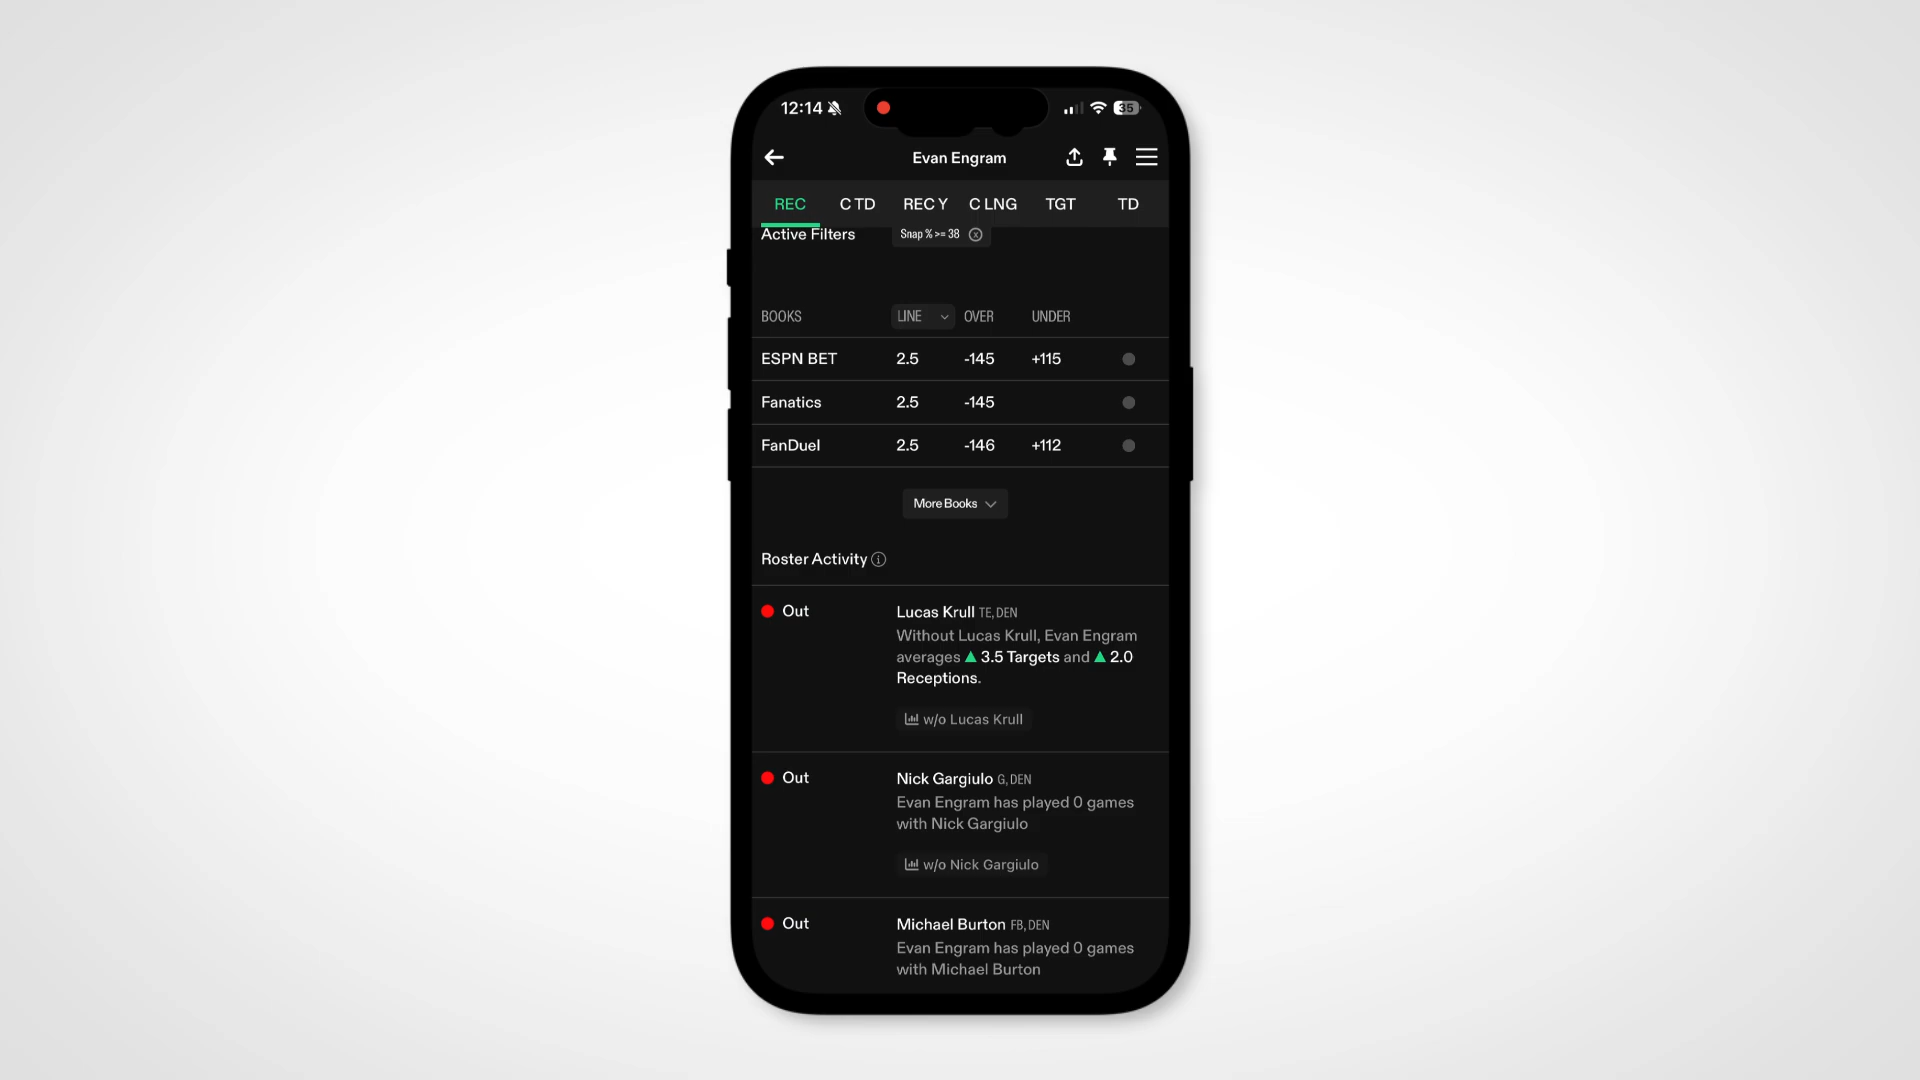 12:14
35
Evan Engram
REC C TD REC Y C LNG TGT TD
Active Filters Snap % >= 38
BOOKS LINE OVER UNDER
ESPN BET 2.5 -145 +115
Fanatics 2.5 -145
FanDuel 2.5 -146 +112
More Books
Roster Activity
Out Lucas Krull TE, DEN
Without Lucas Krull, Evan Engram
averages ▲ 3.5 Targets and ▲ 2.0
Receptions.
w/o Lucas Krull
Out Nick Gargiulo G, DEN
Evan Engram has played 0 games
with Nick Gargiulo
w/o Nick Gargiulo
Out Michael Burton FB, DEN
Evan Engram has played 0 games
with Michael Burton